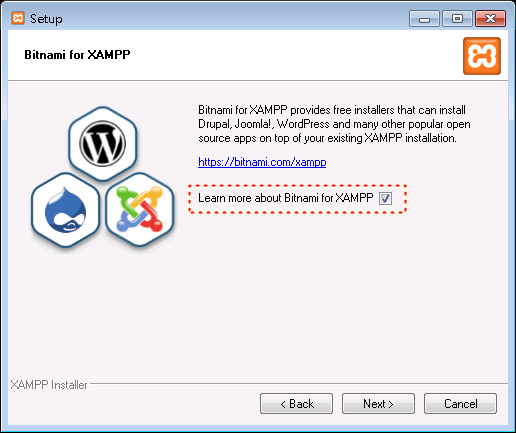 Setup
Bitnami for XAMPP
Bitnami for XAMPP provides free installers that can install
Drupal, Joomla!, WordPress and many other popular open
source apps on top of your existing XAMPP installation.
https://bitnami.com/xampp
Learn more about Bitnami for XAMPP
XAMPP Installer
< Back
Next >
Cancel